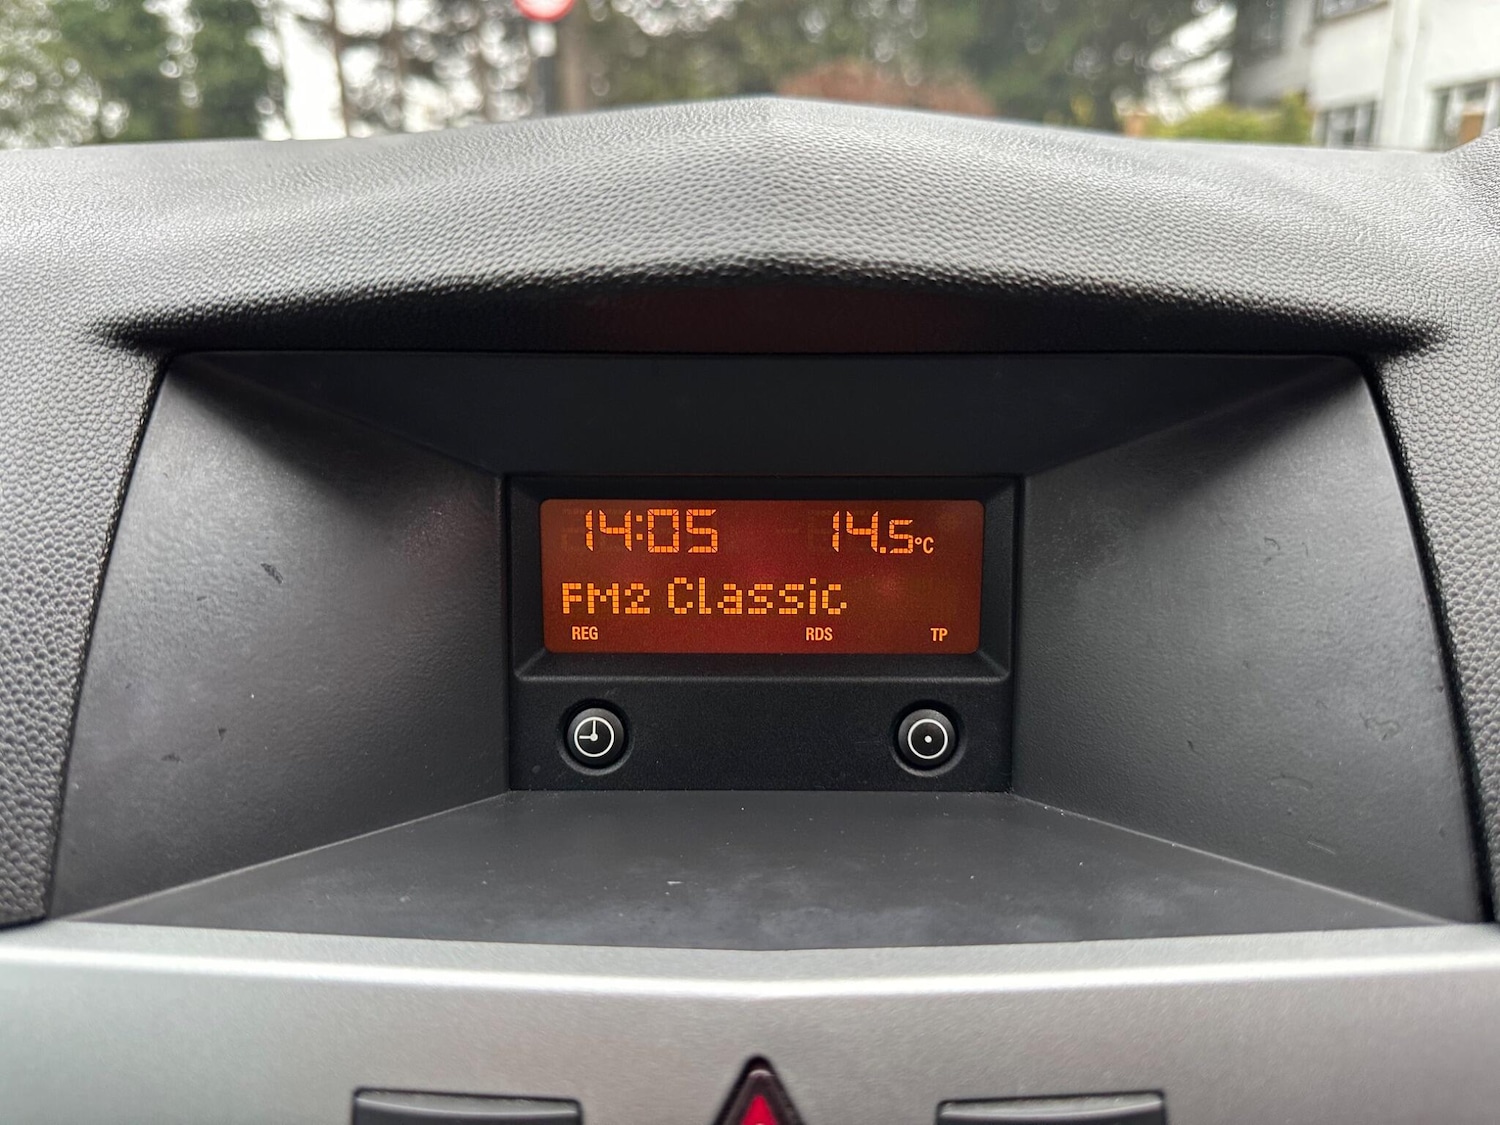 14:05 14.5°C
FM2 Classic
REG RDS TP